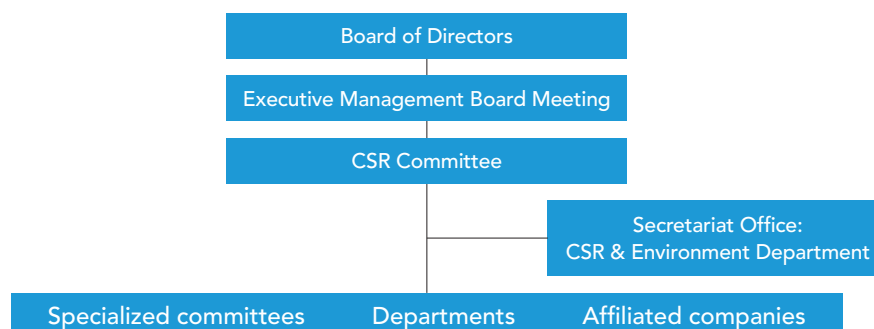 Board of Directors
Executive Management Board Meeting
CSR Committee
Secretariat Office:
CSR & Environment Department
Specialized committees Departments Affiliated companies